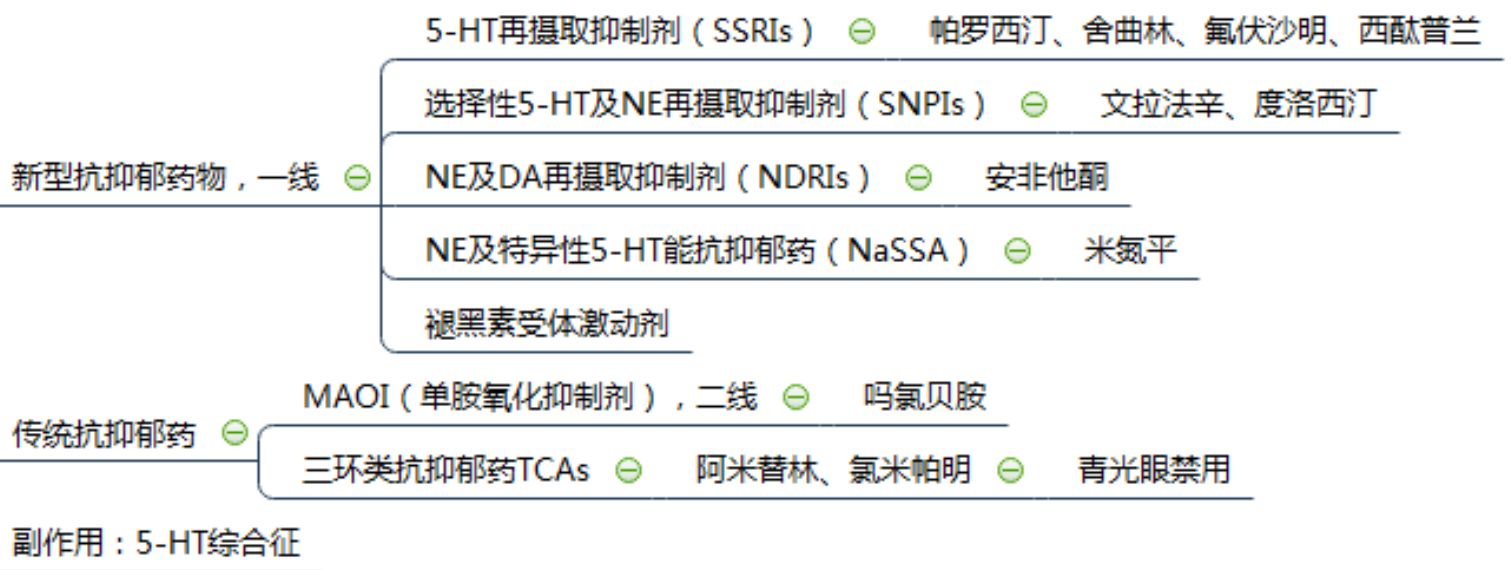 5-HT再摄取抑制剂（SSRIs） 帕罗西汀、舍曲林、氟伏沙明、西酞普兰
选择性5-HT及NE再摄取抑制剂（SNPIs） 文拉法辛、度洛西汀
新型抗抑郁药物，一线 NE及DA再摄取抑制剂（NDRIs） 安非他酮
NE及特异性5-HT能抗抑郁药（NaSSA） 米氮平
褪黑素受体激动剂
MAOI（单胺氧化抑制剂），二线 吗氯贝胺
传统抗抑郁药
三环类抗抑郁药TCAs 阿米替林、氯米帕明 青光眼禁用
副作用：5-HT综合征